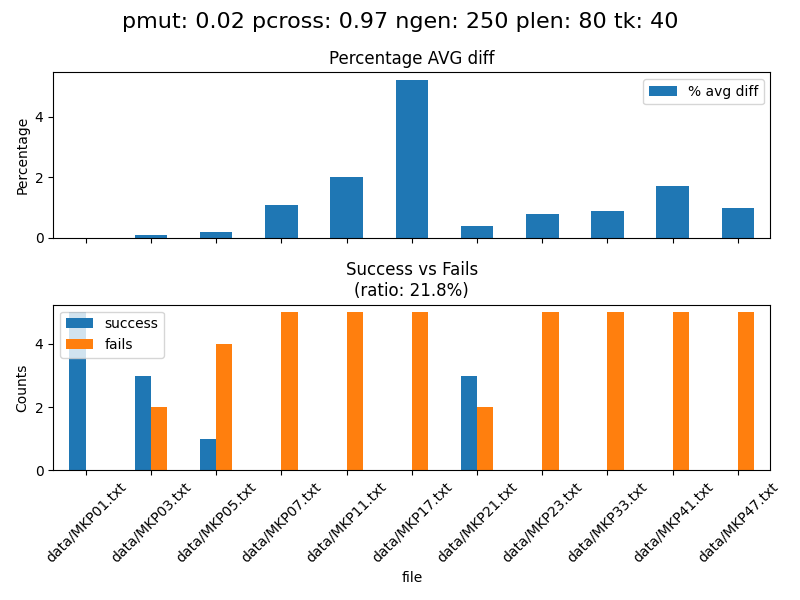 pmut: 0.02 pcross: 0.97 ngen: 250 plen: 80 tk: 40
Percentage AVG diff
% avg diff
Percentage
4
2
0
Success vs Fails
(ratio: 21.8%)
success
fails
Counts
4
2
0
data/MKP01.txt
data/MKP03.txt
data/MKP05.txt
data/MKP07.txt
data/MKP11.txt
data/MKP17.txt
data/MKP21.txt
data/MKP23.txt
data/MKP33.txt
data/MKP41.txt
data/MKP47.txt
file